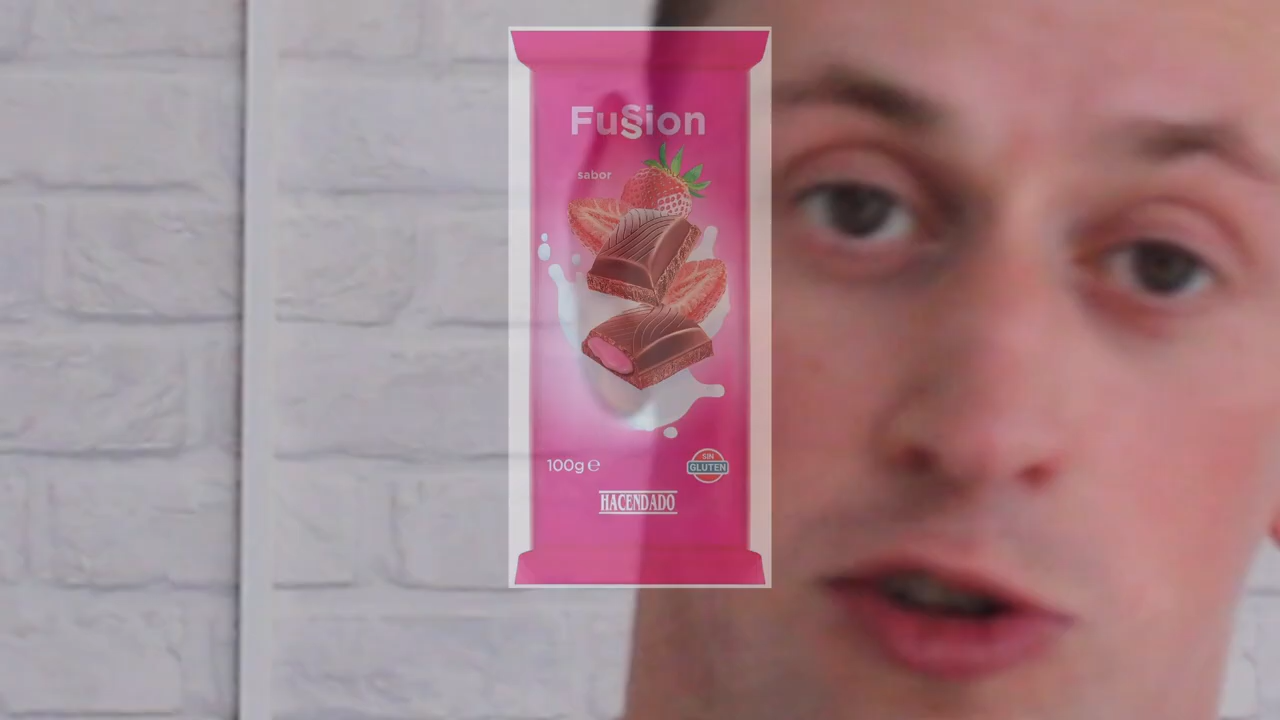 Fusion
sabor
100g ℮
SIN
GLUTEN
HACENDADO